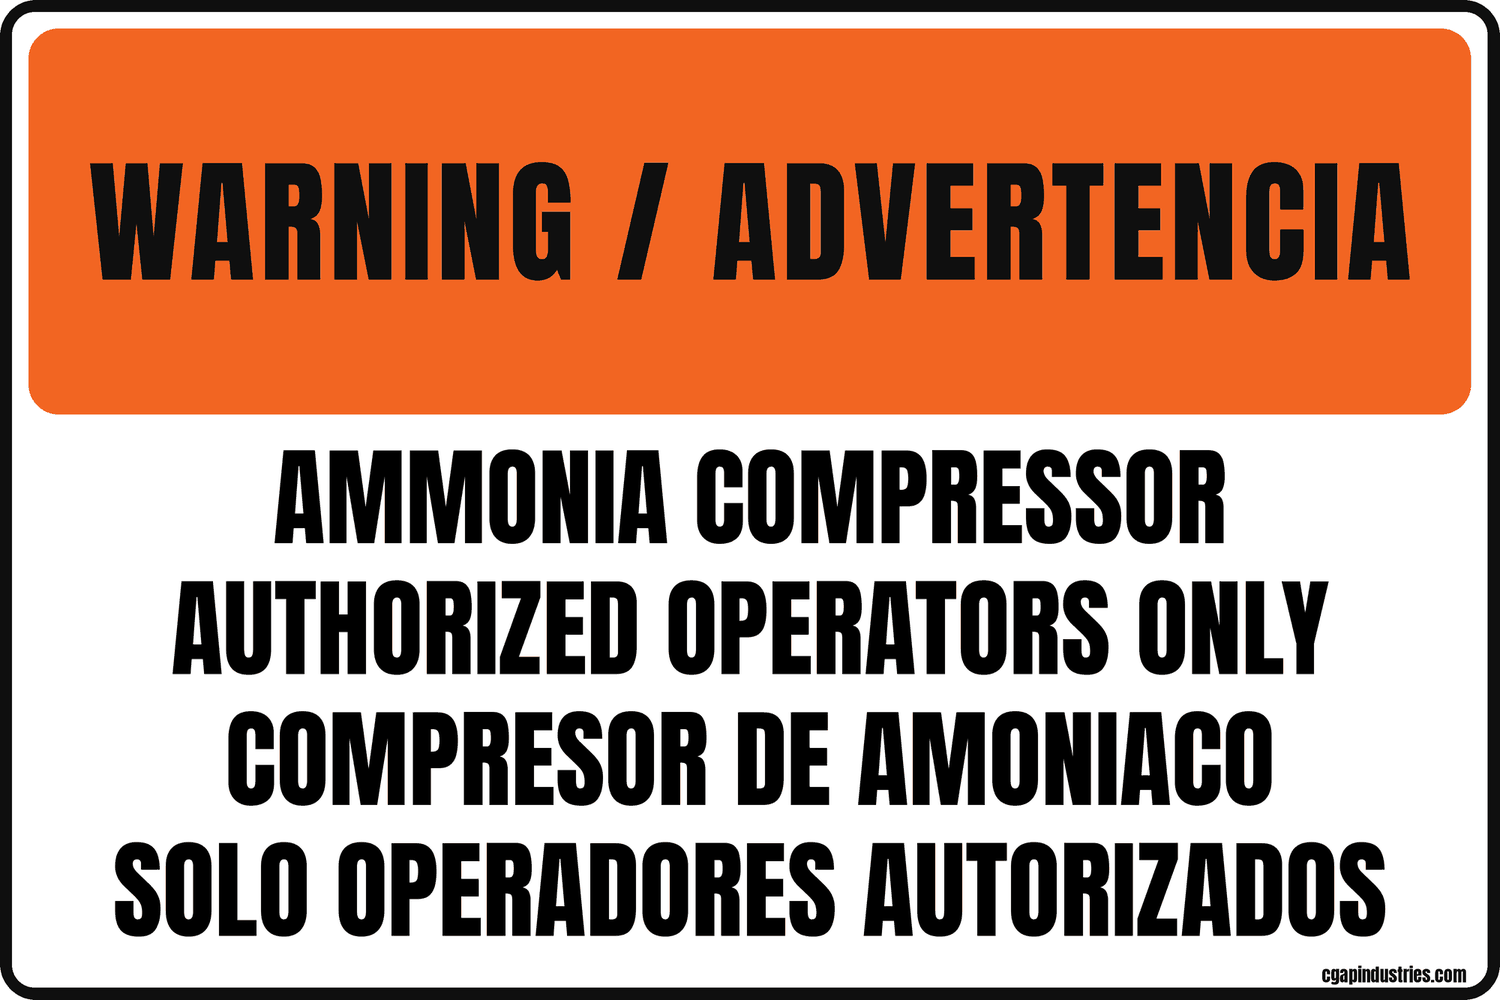 WARNING / ADVERTENCIA
AMMONIA COMPRESSOR
AUTHORIZED OPERATORS ONLY
COMPRESOR DE AMONIACO
SOLO OPERADORES AUTORIZADOS
cgapindustries.com